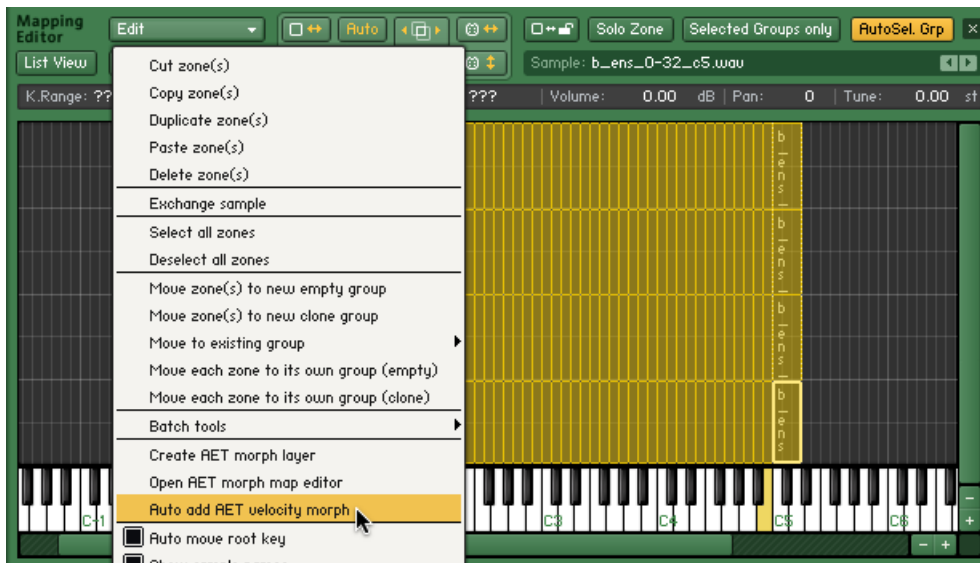 Mapping
Editor
Edit
Auto
Solo Zone
Selected Groups only
AutoSel. Grp
List View
Sample: b_ens_0-32_c5.wav
K.Range: ??
???
Volume: 0.00 dB
Pan: 0
Tune: 0.00 st
Cut zone(s)
Copy zone(s)
Duplicate zone(s)
Paste zone(s)
Delete zone(s)
Exchange sample
Select all zones
Deselect all zones
Move zone(s) to new empty group
Move zone(s) to new clone group
Move to existing group
Move each zone to its own group (empty)
Move each zone to its own group (clone)
Batch tools
Create AET morph layer
Open AET morph map editor
Auto add AET velocity morph
Auto move root key
b_ens_
b_ens_
b_ens_
b_ens
C-1
C3
C4
C5
C6